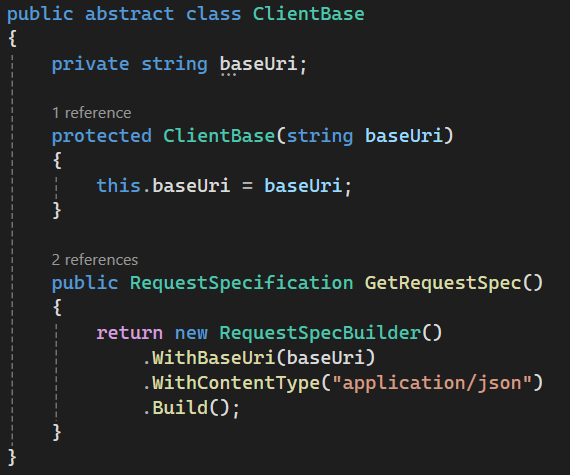 public abstract class ClientBase
{
private string baseUri;
1 reference
protected ClientBase(string baseUri)
{
this.baseUri = baseUri;
}
2 references
public RequestSpecification GetRequestSpec()
{
return new RequestSpecBuilder()
.WithBaseUri(baseUri)
.WithContentType("application/json")
.Build();
}
}